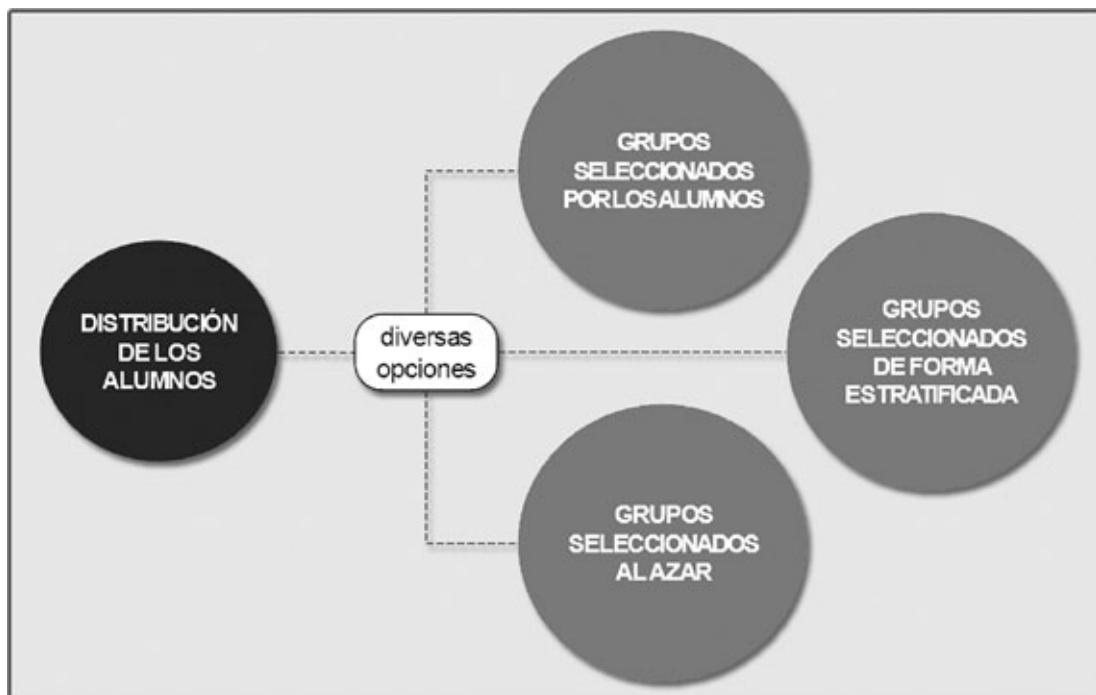 DISTRIBUCIÓN
DE LOS
ALUMNOS
diversas
opciones
GRUPOS
SELECCIONADOS
POR LOS ALUMNOS
GRUPOS
SELECCIONADOS
DE FORMA
ESTRATIFICADA
GRUPOS
SELECCIONADOS
AL AZAR